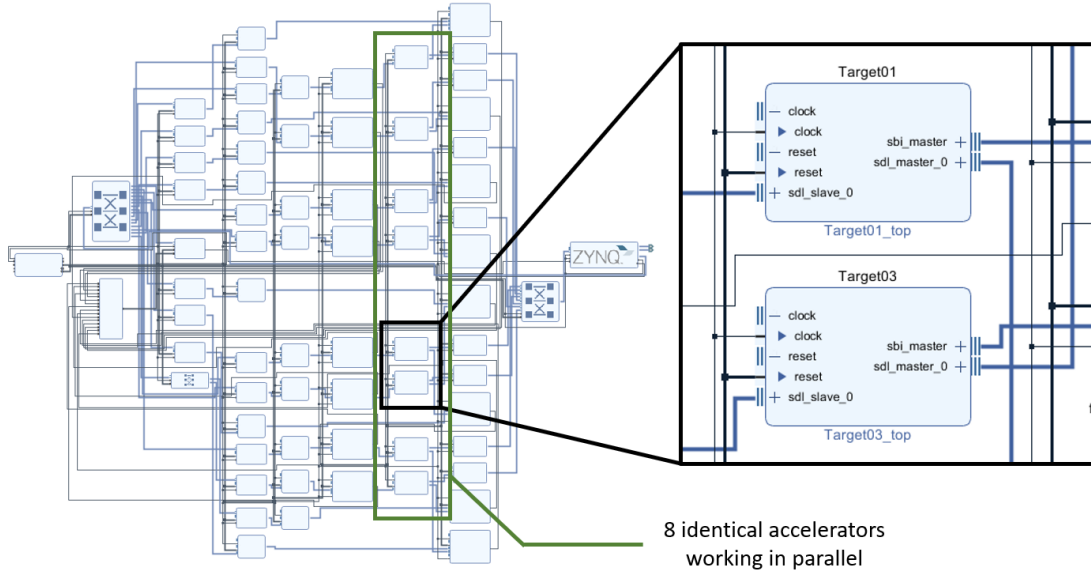 Target01
clock
clock
reset
reset
sdl_slave_0
sbi_master
sdl_master_0
Target01_top
Target03
clock
clock
reset
reset
sdl_slave_0
sbi_master
sdl_master_0
Target03_top
ZYNQ
8 identical accelerators
working in parallel